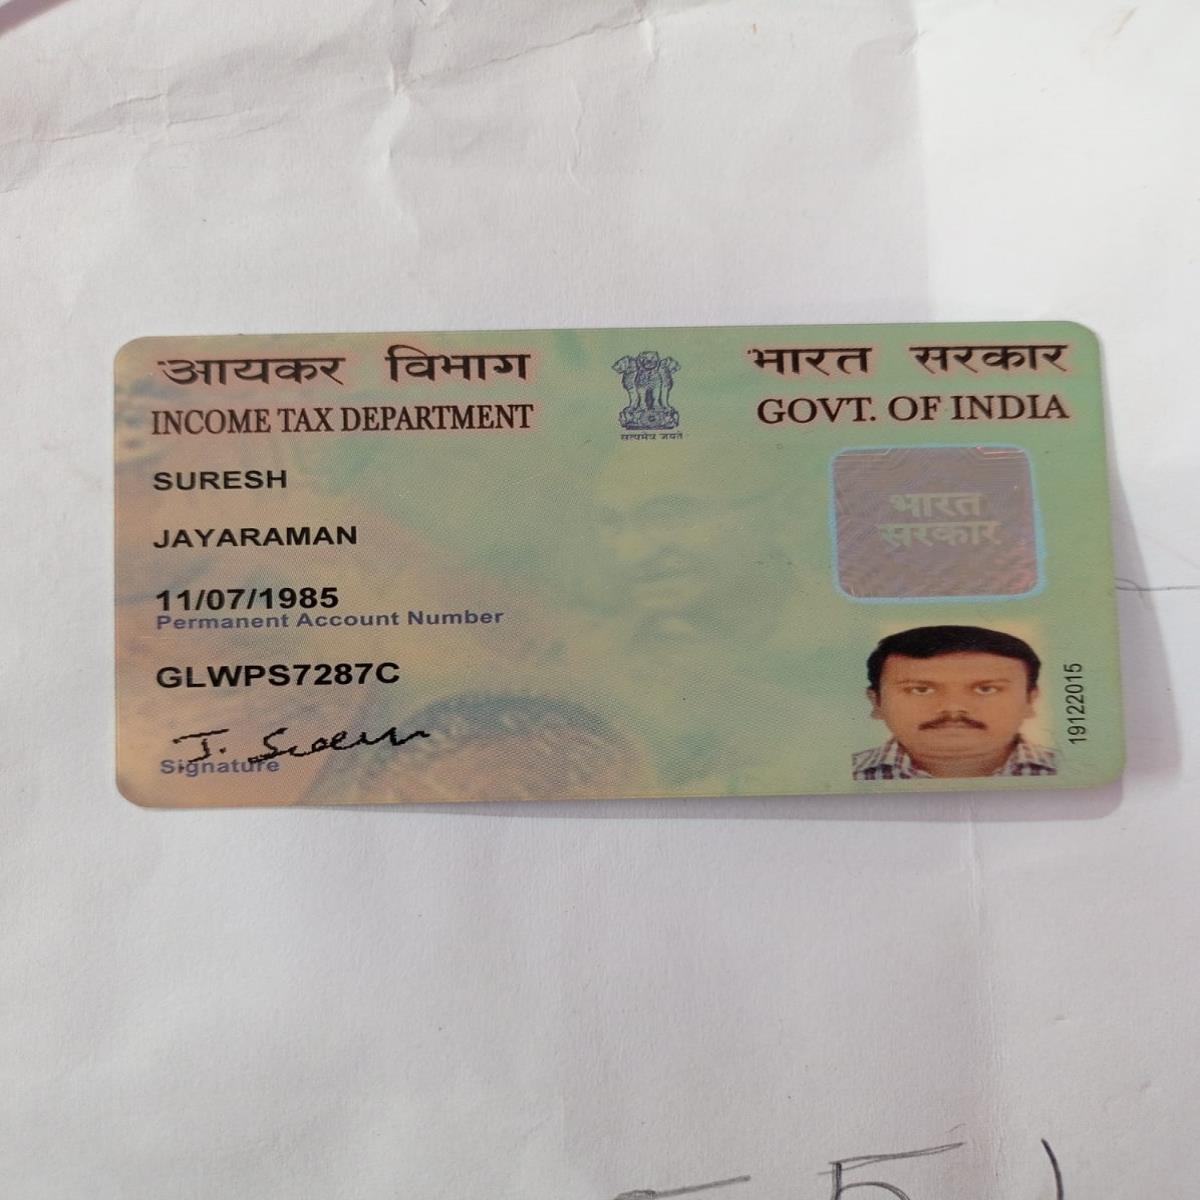 आयकर विभाग
INCOME TAX DEPARTMENT
सत्यमेव जयते
भारत सरकार
GOVT. OF INDIA
SURESH
JAYARAMAN
11/07/1985
Permanent Account Number
GLWPS7287C
J. 
Signature
भारत
सरकार
19122015
5